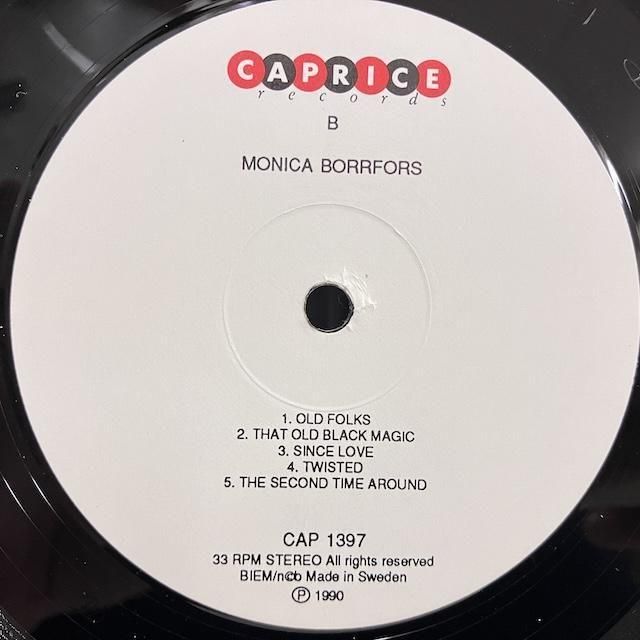 CAPRICE
records
B
MONICA BORRFORS
1. OLD FOLKS
2. THAT OLD BLACK MAGIC
3. SINCE LOVE
4. TWISTED
5. THE SECOND TIME AROUND
CAP 1397
33 RPM STEREO All rights reserved
BIEM/ncb Made in Sweden
Ⓟ 1990